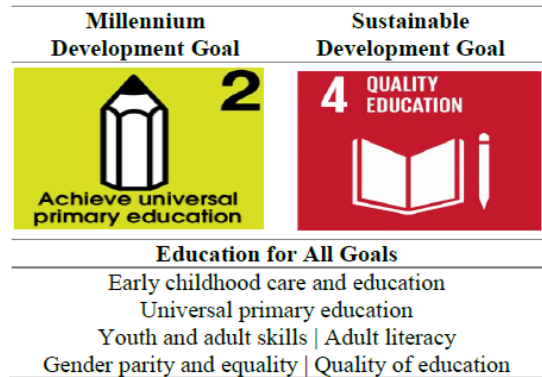 Millennium
Development Goal
Sustainable
Development Goal
2
Achieve universal
primary education
4 QUALITY
EDUCATION
Education for All Goals
Early childhood care and education
Universal primary education
Youth and adult skills | Adult literacy
Gender parity and equality | Quality of education